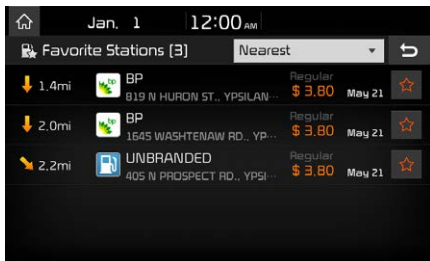 Jan. 1 12:00 AM
Favorite Stations (3) Nearest
BP Regular
1.4mi 819 N HURON ST., YPSILAN... $ 3.80 May 21
BP Regular
2.0mi 1645 WASHTENAW RD., YP... $ 3.80 May 21
UNBRANDED Regular
2.2mi 405 N PROSPECT RD., YPSI... $ 3.80 May 21